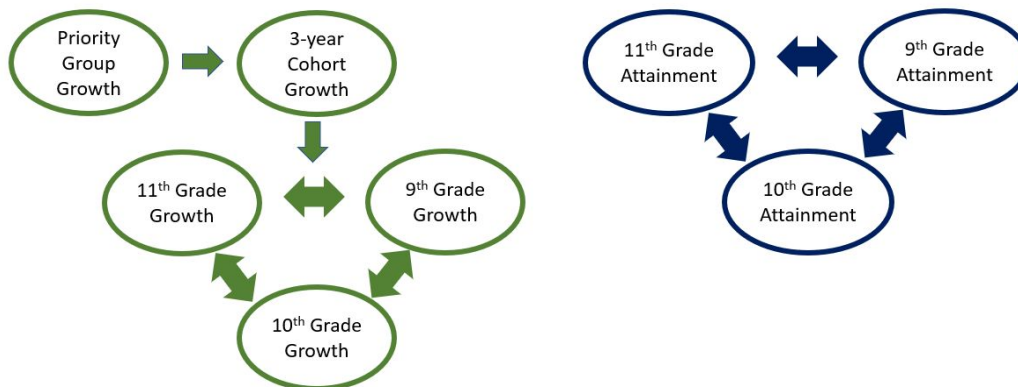 Priority
Group
Growth
3-year
Cohort
Growth
11th Grade
Growth
9th Grade
Growth
10th Grade
Growth
11th Grade
Attainment
9th Grade
Attainment
10th Grade
Attainment